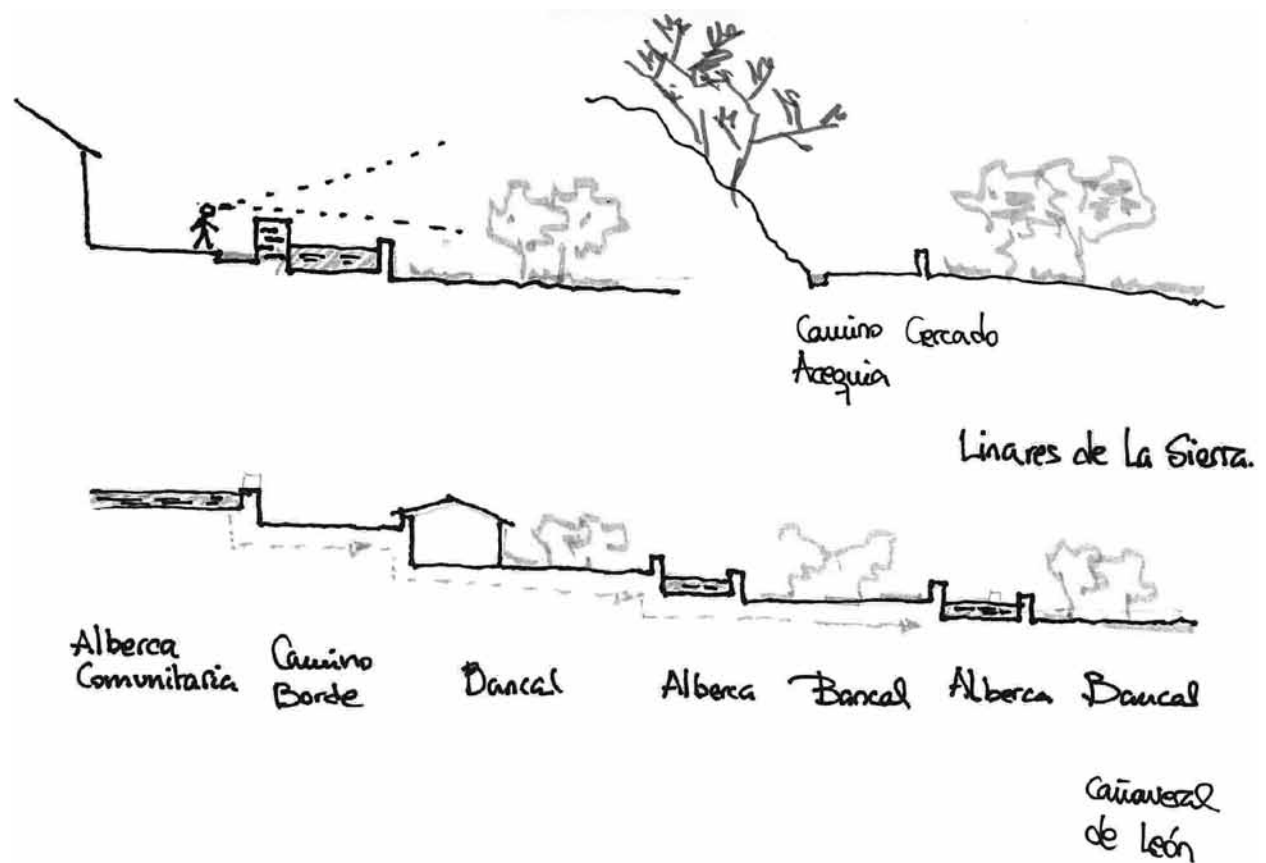 Camino Cercado
Acequia
Linares de La Sierra.
Alberca
Comunitaria
Camino
Borde
Bancal
Alberca
Bancal
Alberca
Bancal
Cañaveral
de León